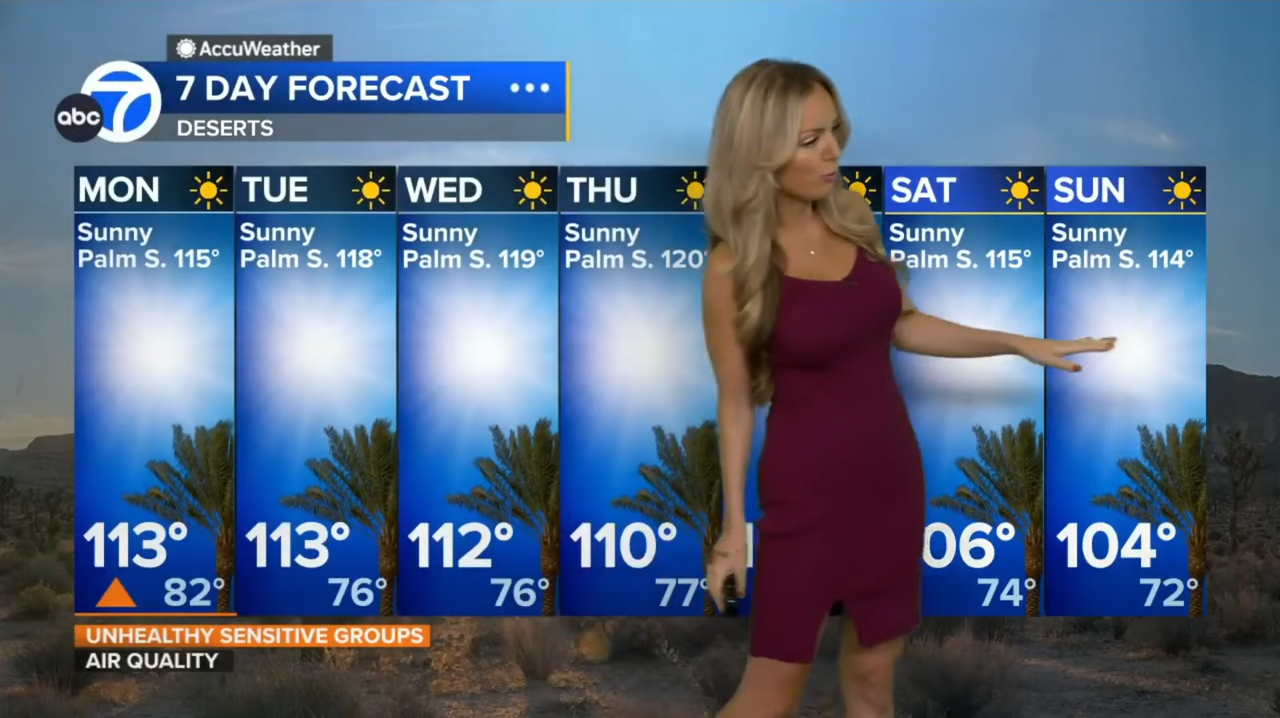 AccuWeather
abc 7
7 DAY FORECAST
DESERTS
MON TUE WED THU SAT SUN
Sunny Sunny Sunny Sunny Sunny Sunny
Palm S. 115° Palm S. 118° Palm S. 119° Palm S. 120° Palm S. 115° Palm S. 114°
113° 113° 112° 110° 06° 104°
82° 76° 76° 77° 74° 72°
UNHEALTHY SENSITIVE GROUPS
AIR QUALITY